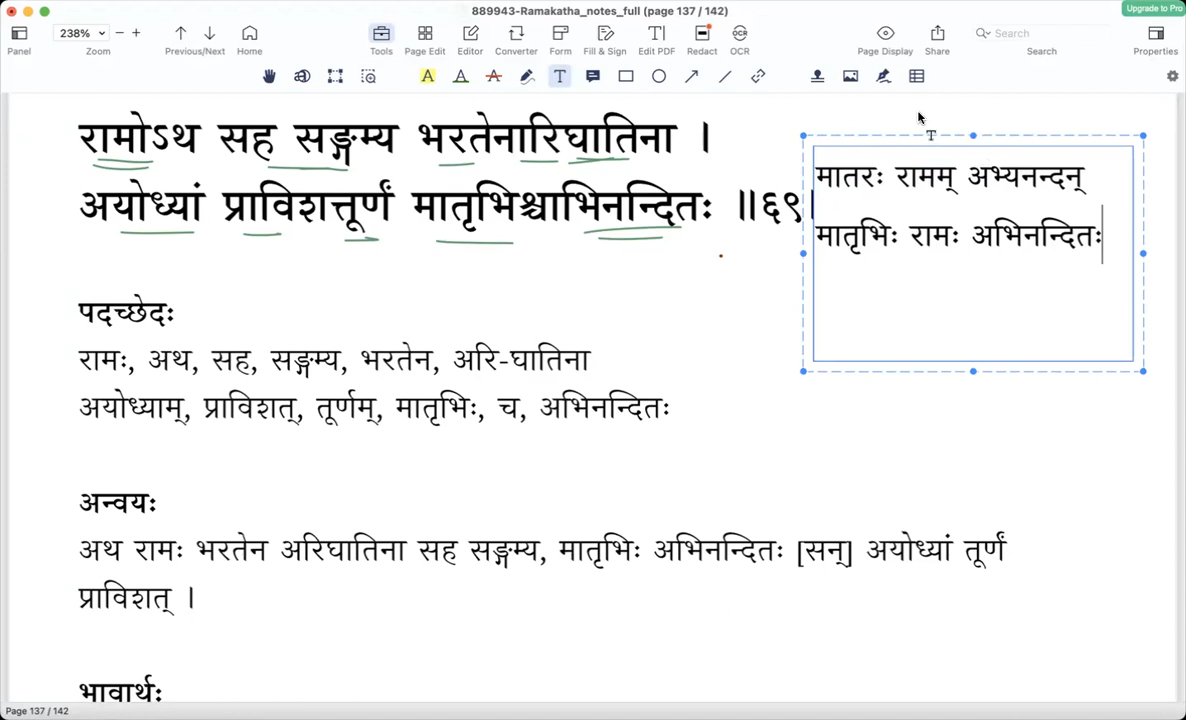 889943-Ramakatha_notes_full (page 137 / 142)
Upgrade to Pro
238%
Search
Panel
Zoom
Previous/Next
Home
Tools
Page Edit
Editor
Converter
Form
Fill & Sign
Edit PDF
Redact
OCR
Page Display
Share
Search
Properties
रामोऽथ सह सङ्गम्य भरतेनारिघातिना ।
अयोध्यां प्राविशत्तूर्णं मातृभिश्चाभिनन्दितः ॥६९।
मातरः रामम् अभ्यनन्दन्
मातृभिः रामः अभिनन्दितः
पदच्छेदः
रामः, अथ, सह, सङ्गम्य, भरतेन, अरि-घातिना
अयोध्याम्, प्राविशत्, तूर्णम्, मातृभिः, च, अभिनन्दितः
अन्वयः
अथ रामः भरतेन अरिघातिना सह सङ्गम्य, मातृभिः अभिनन्दितः [सन्] अयोध्यां तूर्णं
प्राविशत् ।
भावार्थः
Page 137 / 142